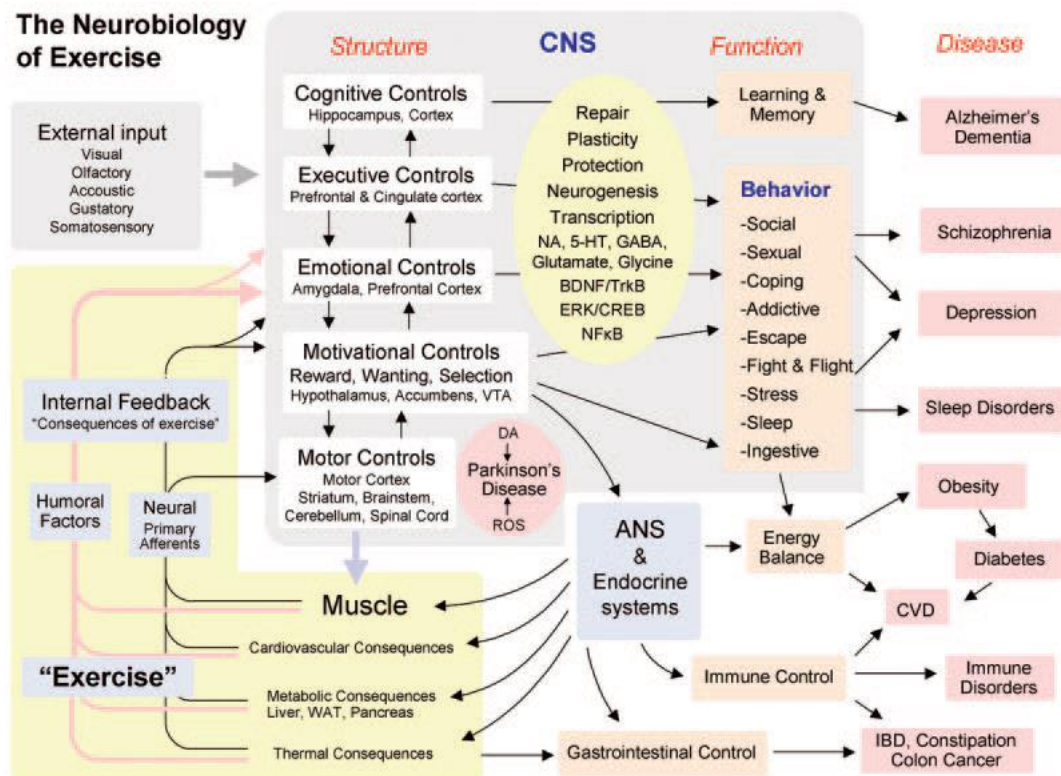 The Neurobiology
of Exercise
Structure
CNS
Function
Disease
External input
Visual
Olfactory
Accoustic
Gustatory
Somatosensory
Cognitive Controls
Hippocampus, Cortex
Executive Controls
Prefrontal & Cingulate cortex
Emotional Controls
Amygdala, Prefrontal Cortex
Motivational Controls
Reward, Wanting, Selection
Hypothalamus, Accumbens, VTA
Motor Controls
Motor Cortex
Striatum, Brainstem,
Cerebellum, Spinal Cord
Repair
Plasticity
Protection
Neurogenesis
Transcription
NA, 5-HT, GABA,
Glutamate, Glycine
BDNF/TrkB
ERK/CREB
NFκB
DA
Parkinson's
Disease
ROS
Learning &
Memory
Behavior
-Social
-Sexual
-Coping
-Addictive
-Escape
-Fight & Flight
-Stress
-Sleep
-Ingestive
Alzheimer's
Dementia
Schizophrenia
Depression
Sleep Disorders
Obesity
Diabetes
CVD
Immune
Disorders
IBD, Constipation
Colon Cancer
Internal Feedback
"Consequences of exercise"
Humoral
Factors
Neural
Primary
Afferents
"Exercise"
Muscle
Cardiovascular Consequences
Metabolic Consequences
Liver, WAT, Pancreas
Thermal Consequences
ANS
&
Endocrine
systems
Energy
Balance
Immune Control
Gastrointestinal Control